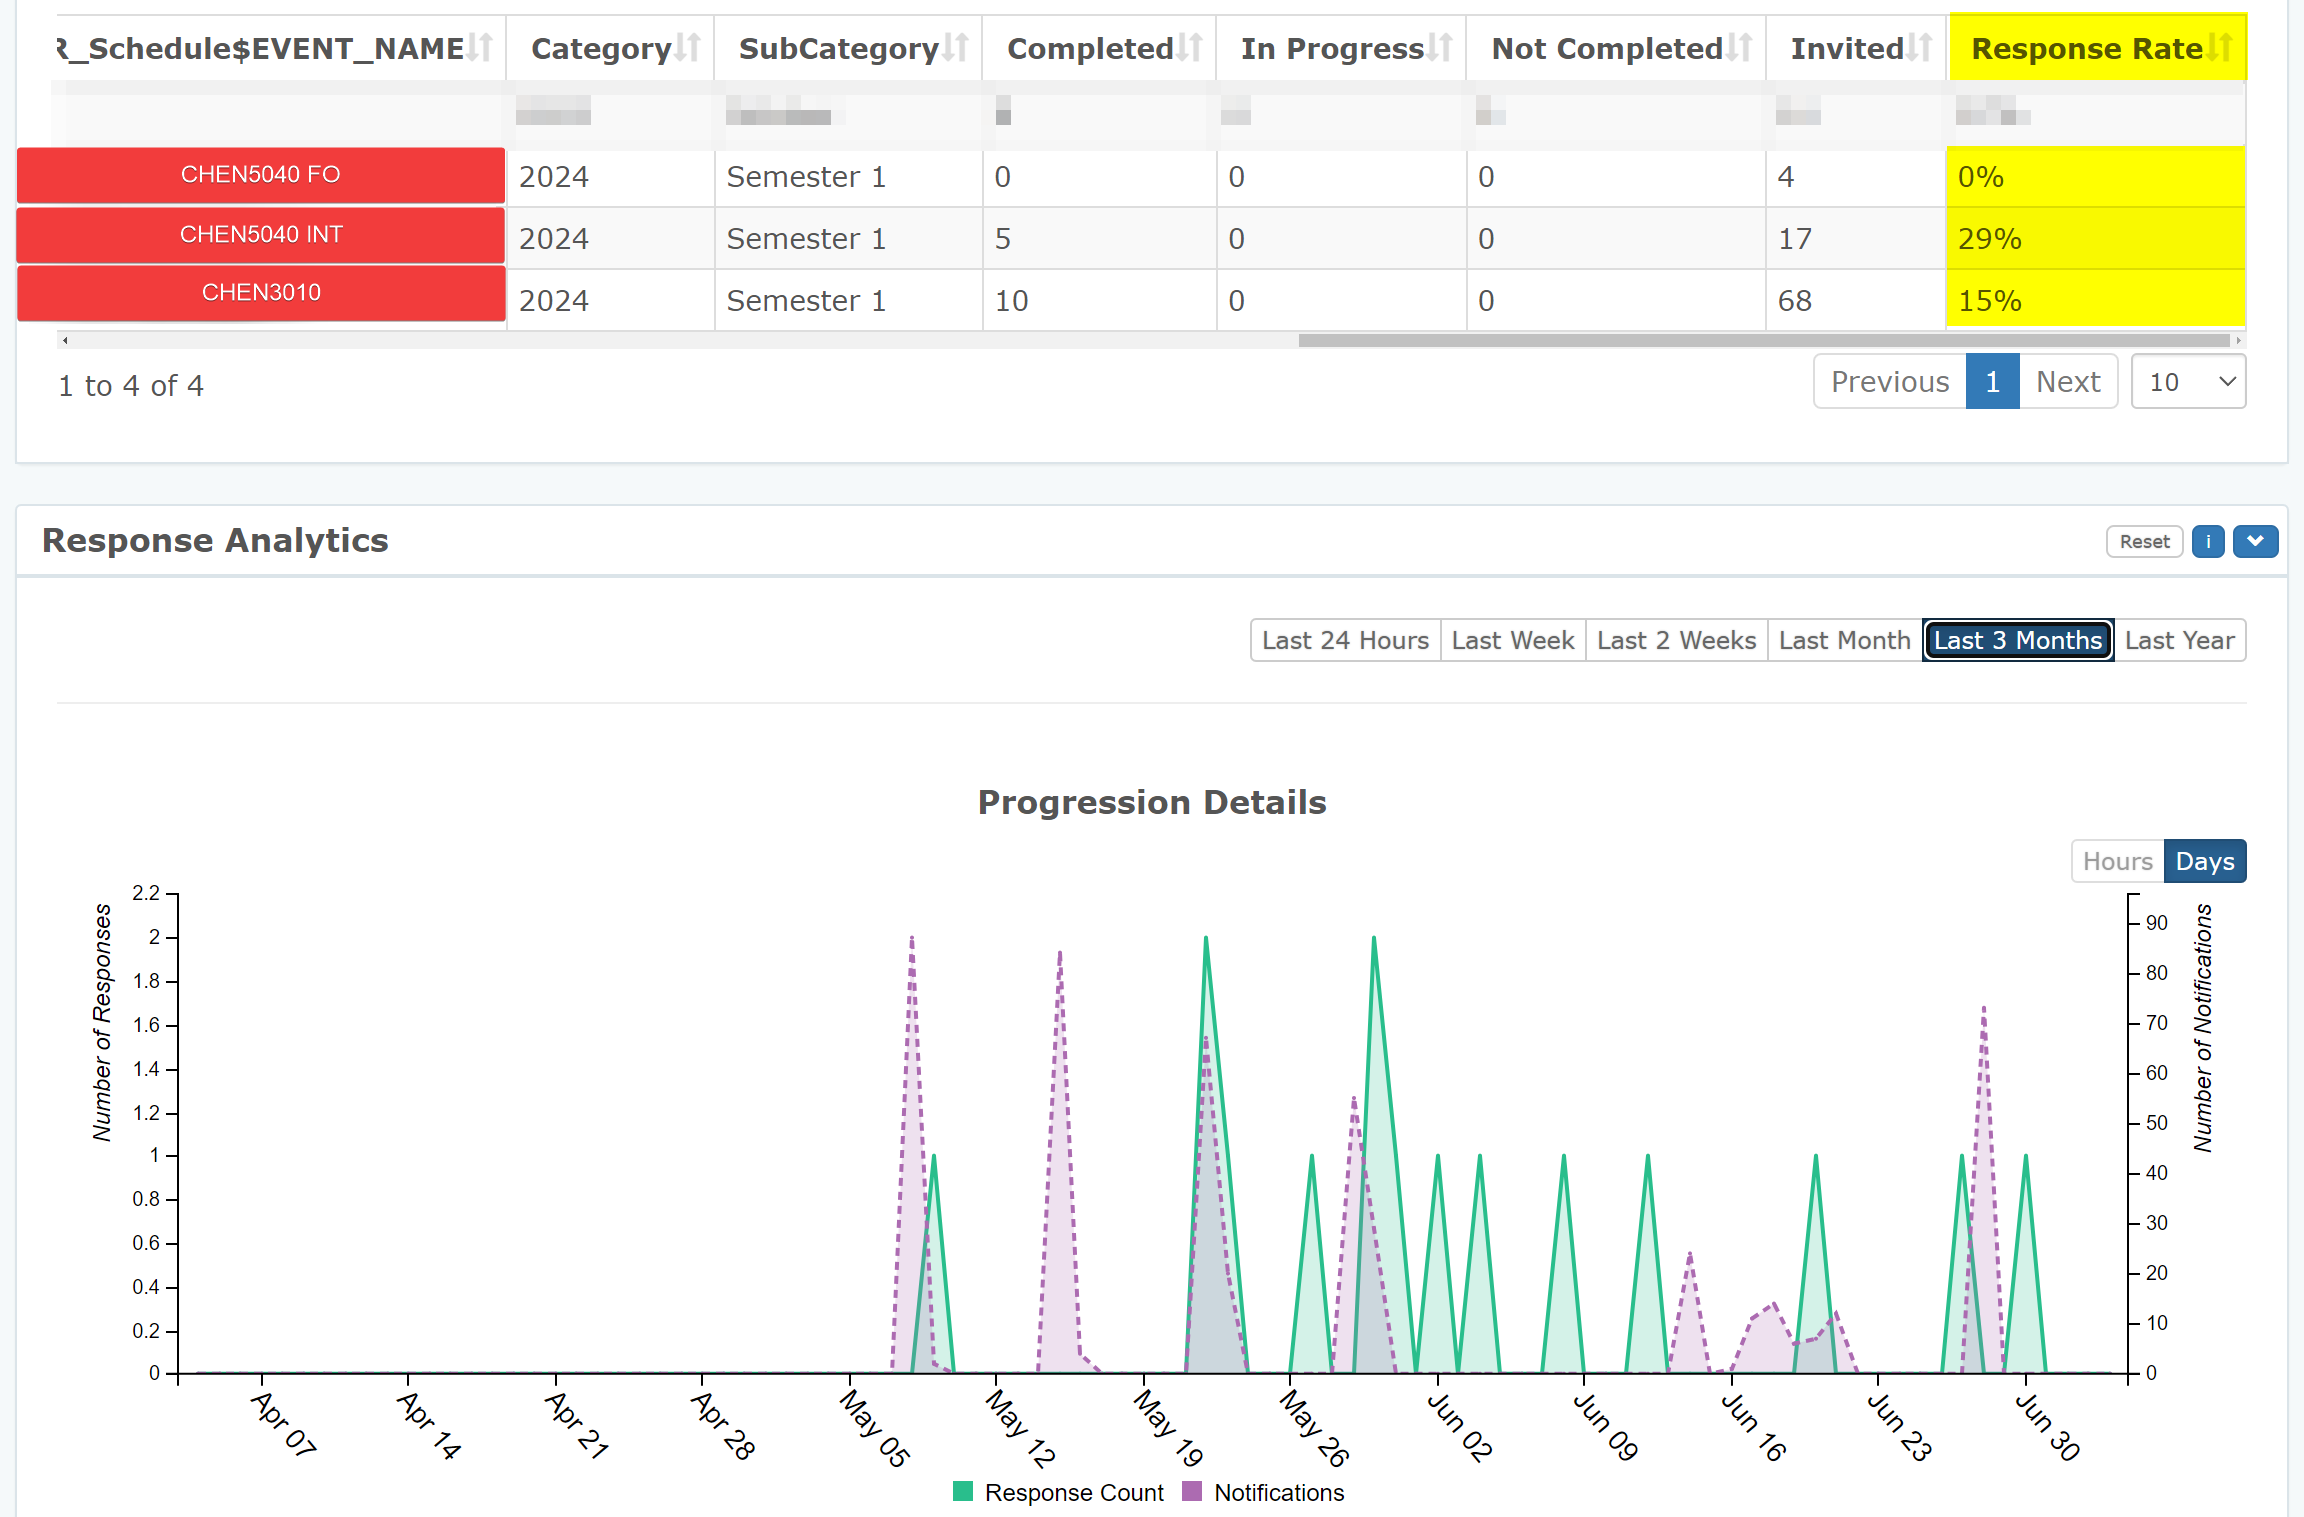 R_Schedule$EVENT_NAME Category SubCategory Completed In Progress Not Completed Invited Response Rate
CHEN5040 FO 2024 Semester 1 0 0 0 4 0%
CHEN5040 INT 2024 Semester 1 5 0 0 17 29%
CHEN3010 2024 Semester 1 10 0 0 68 15%
1 to 4 of 4 Previous 1 Next 10
Response Analytics Reset i
Last 24 Hours Last Week Last 2 Weeks Last Month Last 3 Months Last Year
Progression Details
Hours Days
Number of Responses
2.2
2
1.8
1.6
1.4
1.2
1
0.8
0.6
0.4
0.2
0
90
80
70
60
50
40
30
20
10
0
Number of Notifications
Apr 07 Apr 14 Apr 21 Apr 28 May 05 May 12 May 19 May 26 Jun 02 Jun 09 Jun 16 Jun 23 Jun 30
Response Count Notifications